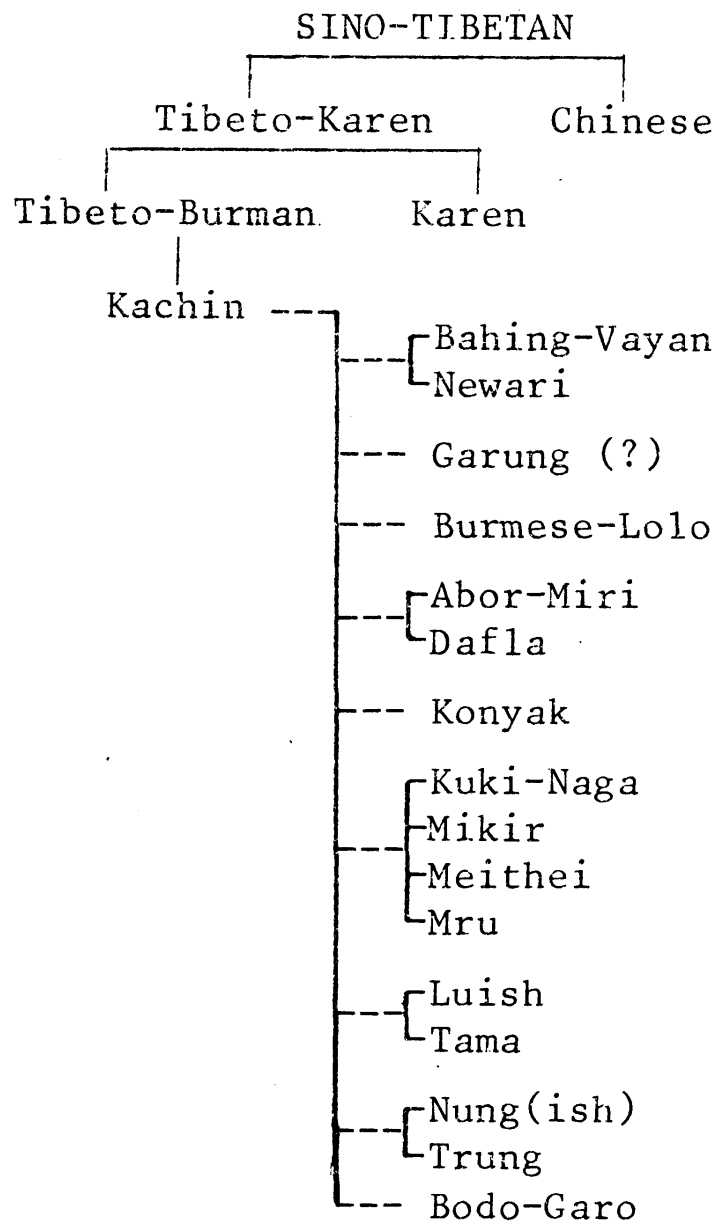 SINO-TIBETAN
Tibeto-Karen Chinese
Tibeto-Burman Karen
Kachin
Bahing-Vayan
Newari
Garung (?)
Burmese-Lolo
Abor-Miri
Dafla
Konyak
Kuki-Naga
Mikir
Meithei
Mru
Luish
Tama
Nung(ish)
Trung
Bodo-Garo